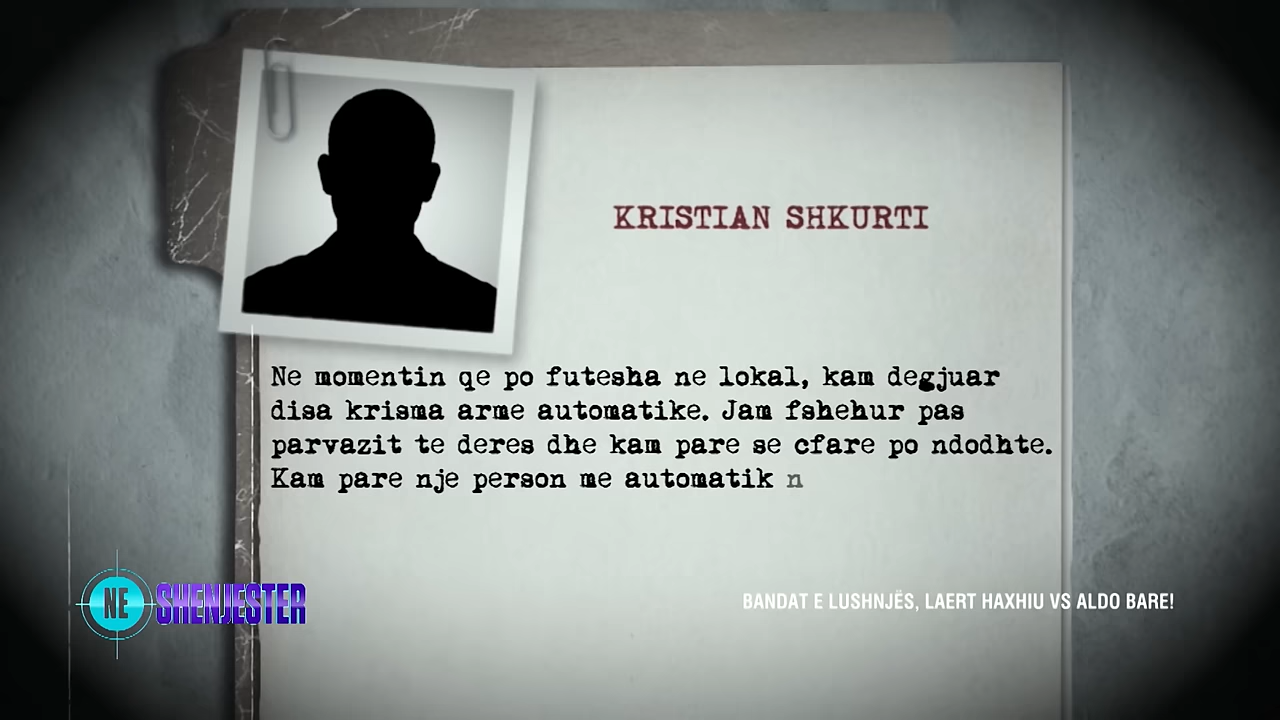 KRISTIAN SHKURTI
Ne momentin qe po futesha ne lokal, kam degjuar
disa krisma arme automatike. Jam fshehur pas
parvazit te deres dhe kam pare se cfare po ndodhte.
Kam pare nje person me automatik n
NE SHENJESTER
BANDAT E LUSHNJËS, LAERT HAXHIU VS ALDO BARE!